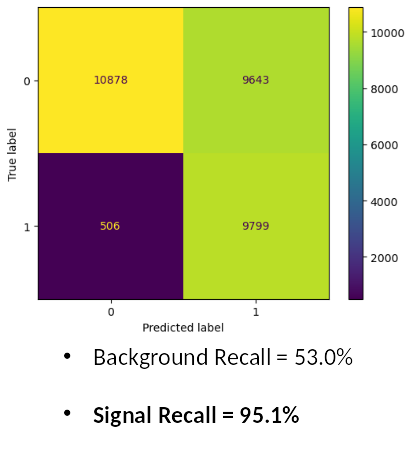 10000
10878 9643
0
8000
True label
6000
4000
506 9799
1
2000
0 1
Predicted label
• Background Recall = 53.0%
• Signal Recall = 95.1%